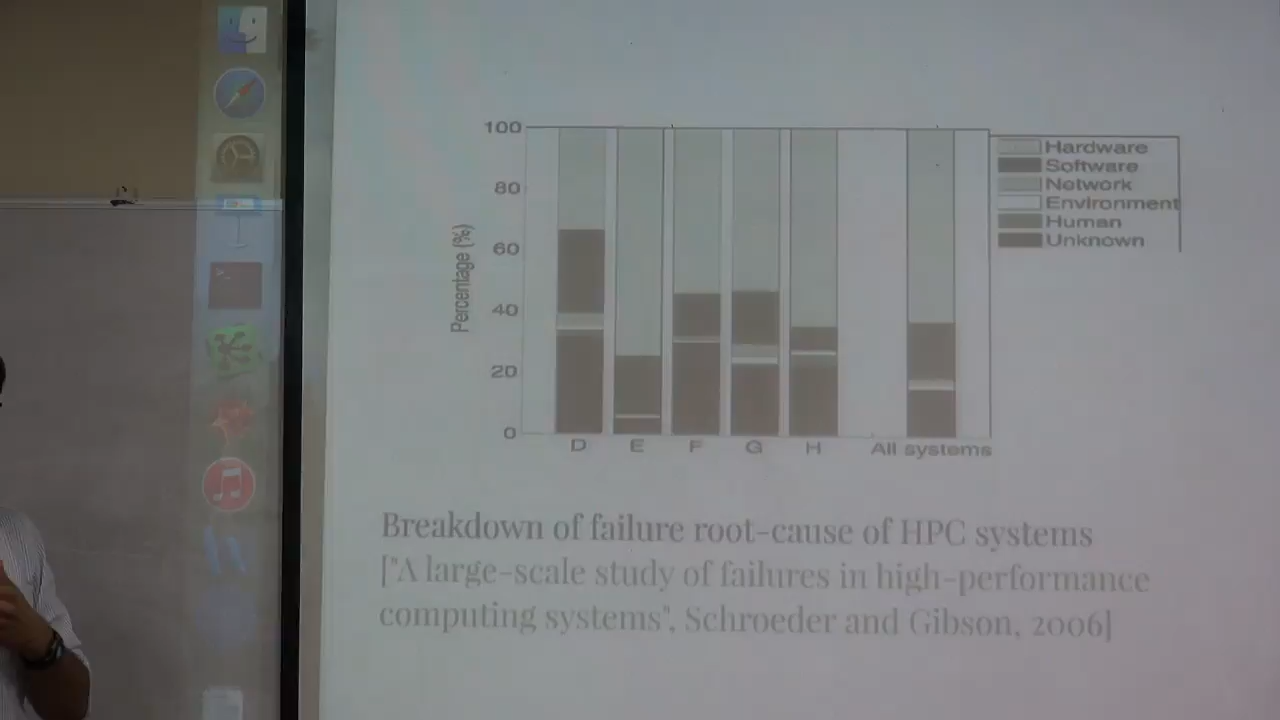 100
80
60
40
20
0
Percentage (%)
D E F G H All systems
Hardware
Software
Network
Environment
Human
Unknown
Breakdown of failure root-cause of HPC systems
["A large-scale study of failures in high-performance
computing systems", Schroeder and Gibson, 2006]